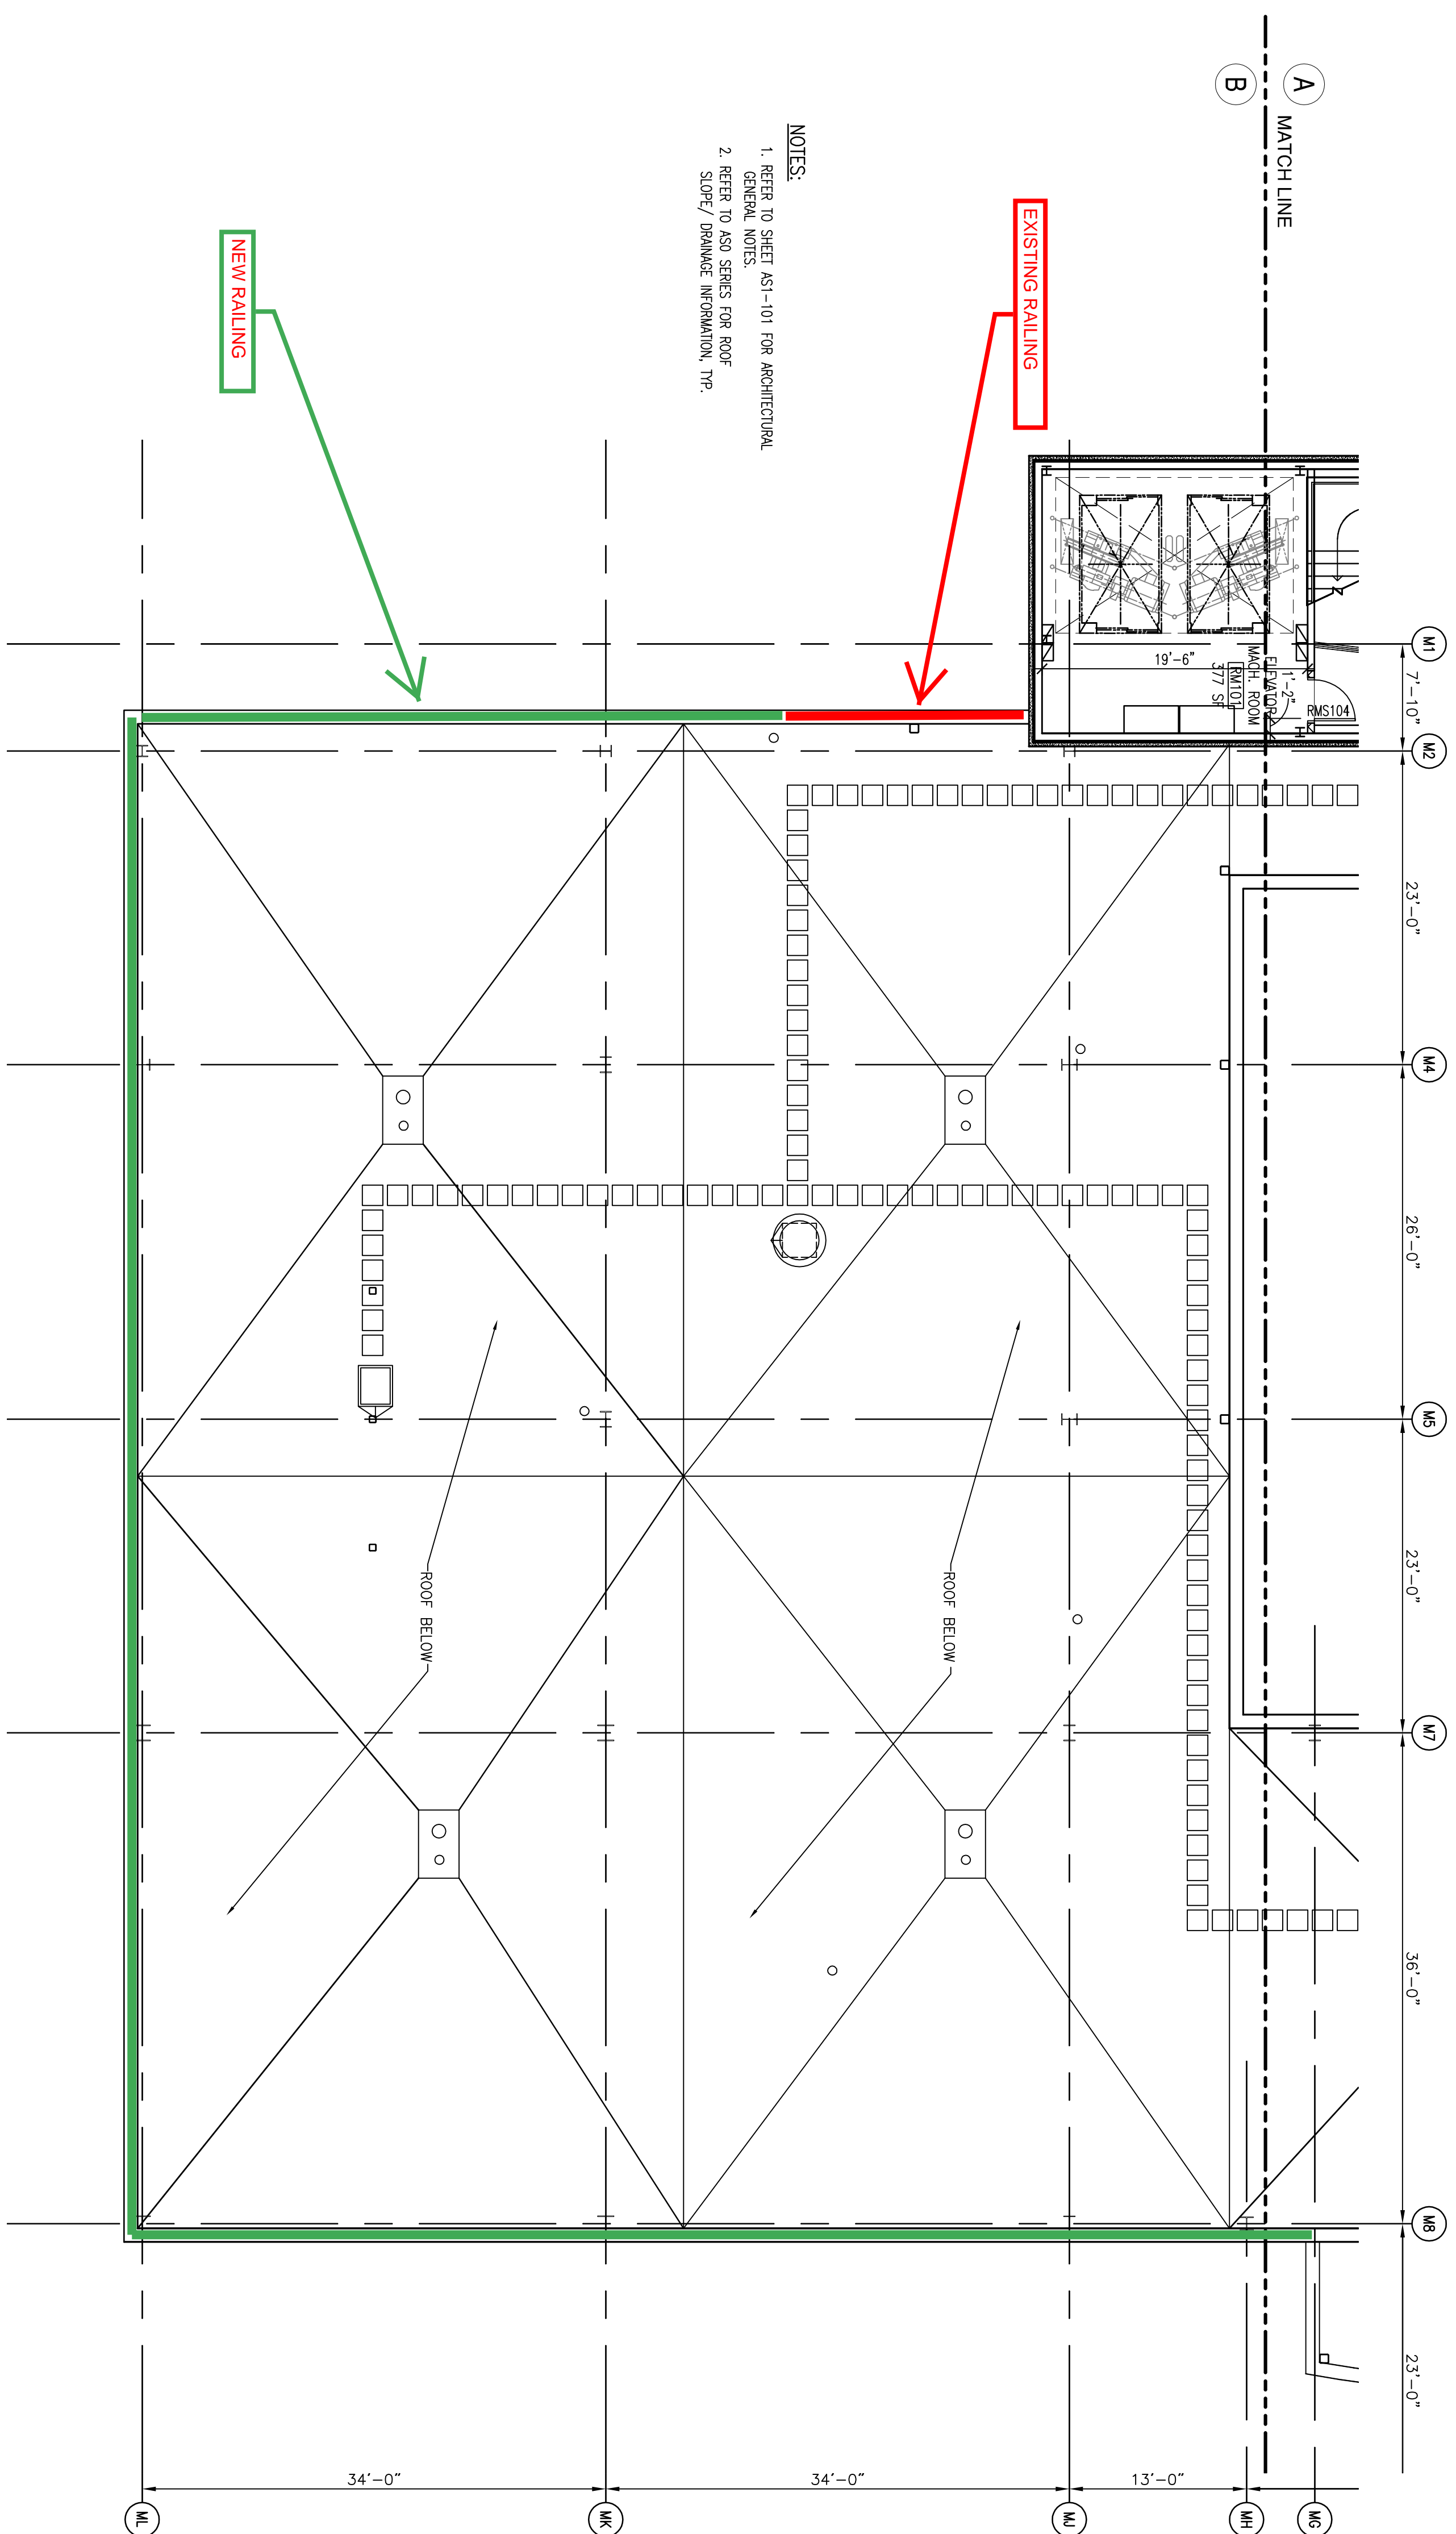 A
MATCH LINE
B
NOTES:
1. REFER TO SHEET AS1-101 FOR ARCHITECTURAL
GENERAL NOTES.
2. REFER TO AS0 SERIES FOR ROOF
SLOPE/ DRAINAGE INFORMATION, TYP.
EXISTING RAILING
NEW RAILING
M1
7'-10"
M2
23'-0"
M4
26'-0"
M5
23'-0"
M7
36'-0"
M8
23'-0"
RMS104
1'-2"
ELEVATOR
MACH. ROOM
RM101
377 SF
19'-6"
ROOF BELOW
ROOF BELOW
34'-0"
34'-0"
13'-0"
ML
MK
MJ
MH
MG